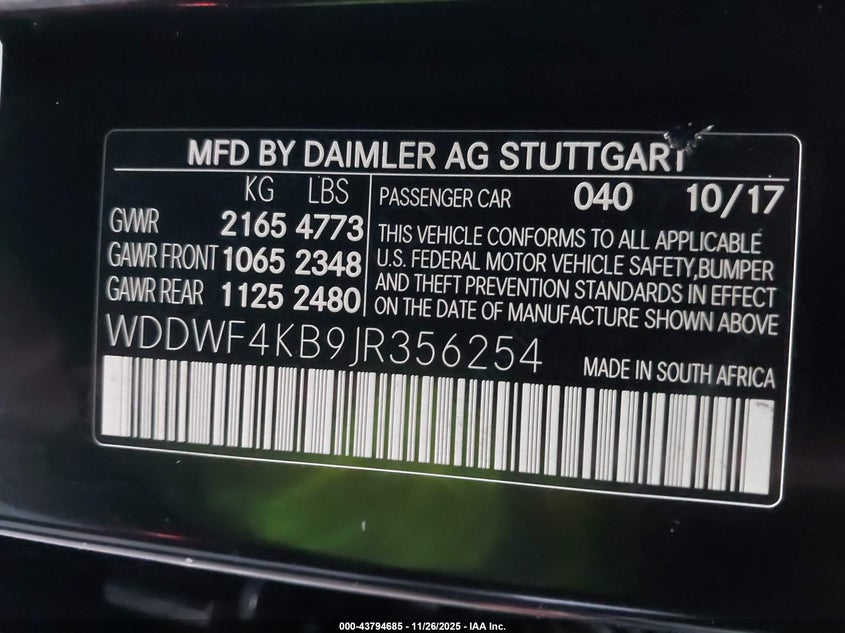 MFD BY DAIMLER AG STUTTGART
KG LBS
GVWR 2165 4773
GAWR FRONT 1065 2348
GAWR REAR 1125 2480
PASSENGER CAR 040 10/17
THIS VEHICLE CONFORMS TO ALL APPLICABLE
U.S. FEDERAL MOTOR VEHICLE SAFETY,BUMPER
AND THEFT PREVENTION STANDARDS IN EFFECT
ON THE DATE OF MANUFACTURE SHOWN ABOVE
WDDWF4KB9JR356254
MADE IN SOUTH AFRICA
000-43794685 - 11/26/2025 - IAA Inc.